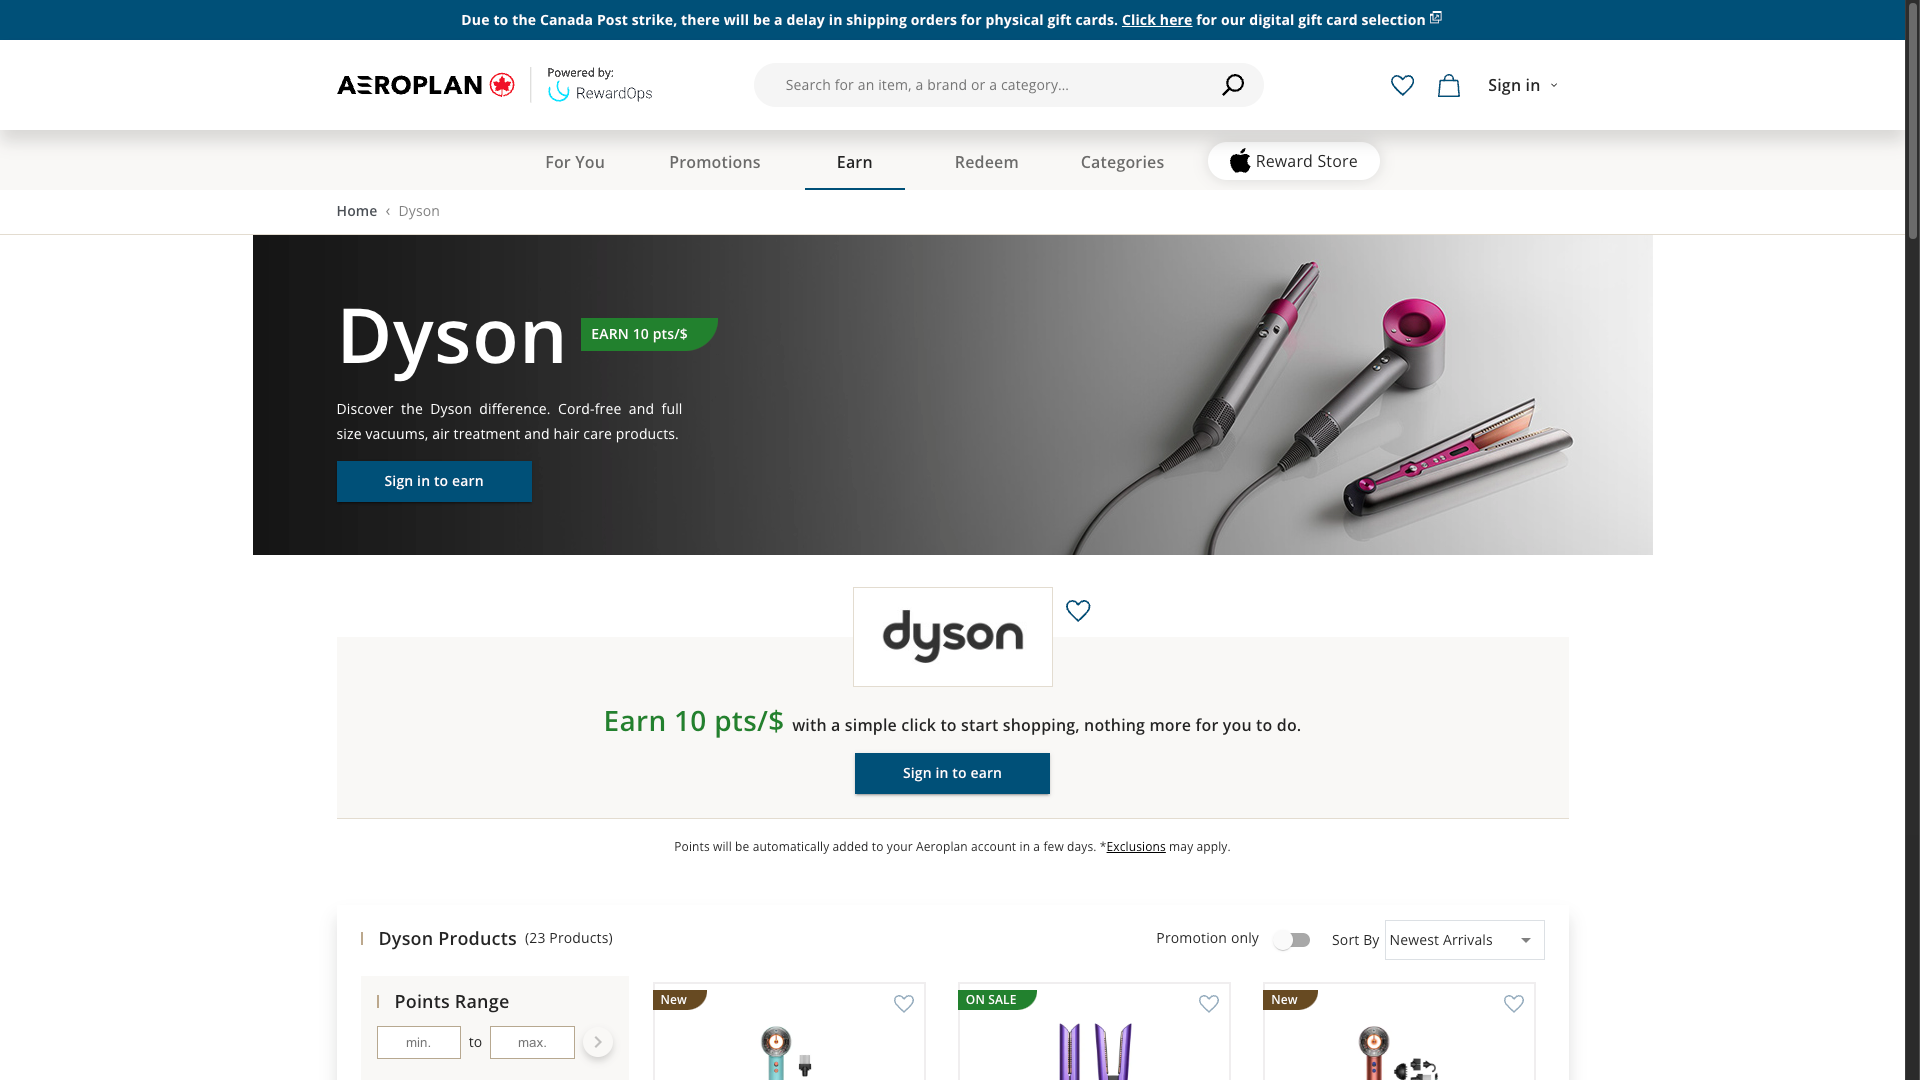 Due to the Canada Post strike, there will be a delay in shipping orders for physical gift cards. Click here for our digital gift card selection
AEROPLAN
Powered by:
RewardOps
Search for an item, a brand or a category...
Sign in
For You
Promotions
Earn
Redeem
Categories
Reward Store
Home ‹ Dyson
Dyson
EARN 10 pts/$
Discover the Dyson difference. Cord-free and full
size vacuums, air treatment and hair care products.
Sign in to earn
dyson
Earn 10 pts/$ with a simple click to start shopping, nothing more for you to do.
Sign in to earn
Points will be automatically added to your Aeroplan account in a few days. *Exclusions may apply.
Dyson Products (23 Products)
Promotion only
Sort By
Newest Arrivals
Points Range
min. to max.
New
ON SALE
New